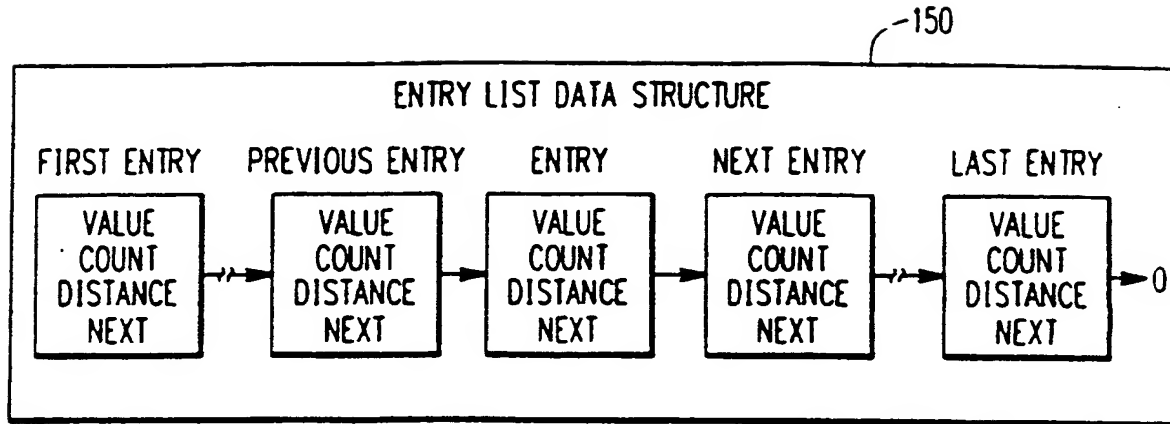 150
ENTRY LIST DATA STRUCTURE
FIRST ENTRY PREVIOUS ENTRY ENTRY NEXT ENTRY LAST ENTRY
VALUE VALUE VALUE VALUE VALUE
COUNT COUNT COUNT COUNT COUNT
DISTANCE DISTANCE DISTANCE DISTANCE DISTANCE
NEXT NEXT NEXT NEXT NEXT
0